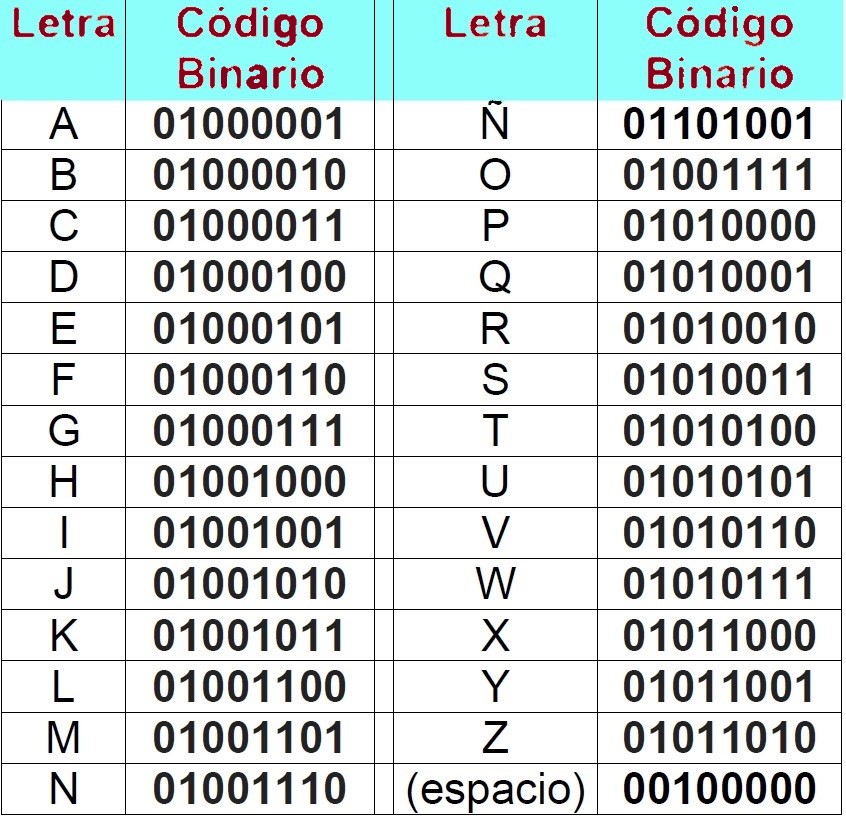 Letra Código Binario Letra Código Binario
A 01000001 Ñ 01101001
B 01000010 O 01001111
C 01000011 P 01010000
D 01000100 Q 01010001
E 01000101 R 01010010
F 01000110 S 01010011
G 01000111 T 01010100
H 01001000 U 01010101
I 01001001 V 01010110
J 01001010 W 01010111
K 01001011 X 01011000
L 01001100 Y 01011001
M 01001101 Z 01011010
N 01001110 (espacio) 00100000